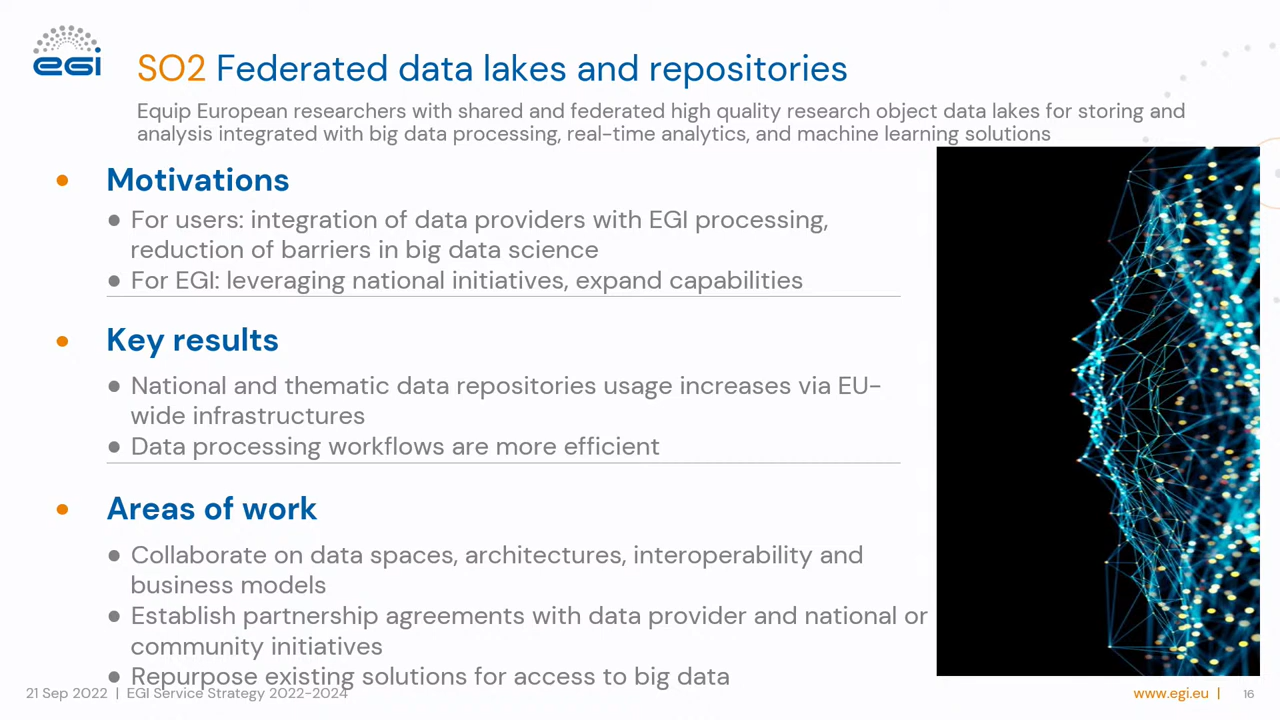 egi
SO2 Federated data lakes and repositories
Equip European researchers with shared and federated high quality research object data lakes for storing and
analysis integrated with big data processing, real-time analytics, and machine learning solutions
• Motivations
● For users: integration of data providers with EGI processing,
reduction of barriers in big data science
● For EGI: leveraging national initiatives, expand capabilities
• Key results
● National and thematic data repositories usage increases via EU-
wide infrastructures
● Data processing workflows are more efficient
• Areas of work
● Collaborate on data spaces, architectures, interoperability and
business models
● Establish partnership agreements with data provider and national or
community initiatives
● Repurpose existing solutions for access to big data
21 Sep 2022 | EGI Service Strategy 2022-2024
www.egi.eu | 16